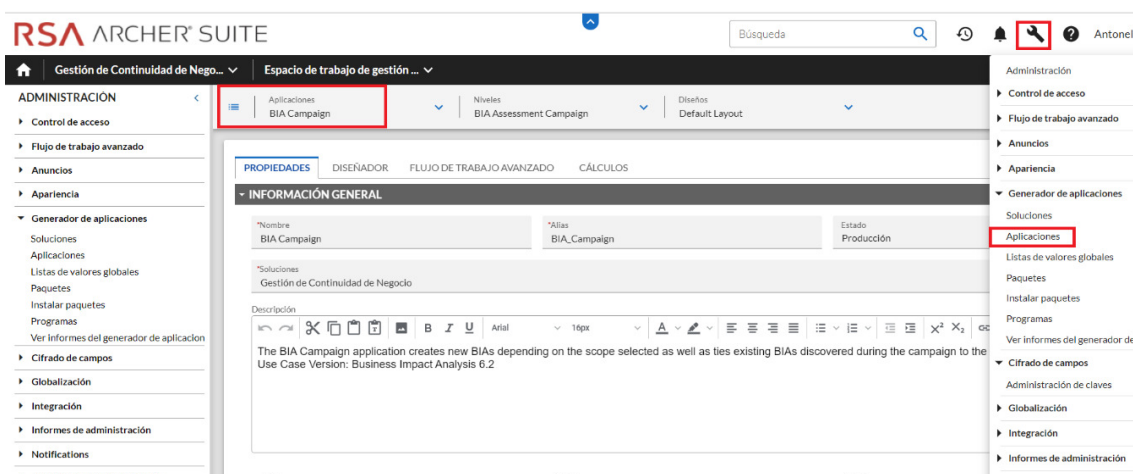 RSA ARCHER® SUITE
Búsqueda
Antonel
Gestión de Continuidad de Nego...
Espacio de trabajo de gestión ...
ADMINISTRACIÓN
Control de acceso
Flujo de trabajo avanzado
Anuncios
Apariencia
Generador de aplicaciones
Soluciones
Aplicaciones
Listas de valores globales
Paquetes
Instalar paquetes
Programas
Ver informes del generador de aplicacion
Cifrado de campos
Globalización
Integración
Informes de administración
Notifications
Aplicaciones
BIA Campaign
Niveles
BIA Assessment Campaign
Diseños
Default Layout
PROPIEDADES DISEÑADOR FLUJO DE TRABAJO AVANZADO CÁLCULOS
INFORMACIÓN GENERAL
*Nombre
BIA Campaign
*Alias
BIA_Campaign
Estado
Producción
*Soluciones
Gestión de Continuidad de Negocio
Descripción
B I U Arial 16px A X² X₂
The BIA Campaign application creates new BIAs depending on the scope selected as well as ties existing BIAs discovered during the campaign to the
Use Case Version: Business Impact Analysis 6.2
Administración
Control de acceso
Flujo de trabajo avanzado
Anuncios
Apariencia
Generador de aplicaciones
Soluciones
Aplicaciones
Listas de valores globales
Paquetes
Instalar paquetes
Programas
Ver informes del generador de
Cifrado de campos
Administración de claves
Globalización
Integración
Informes de administración